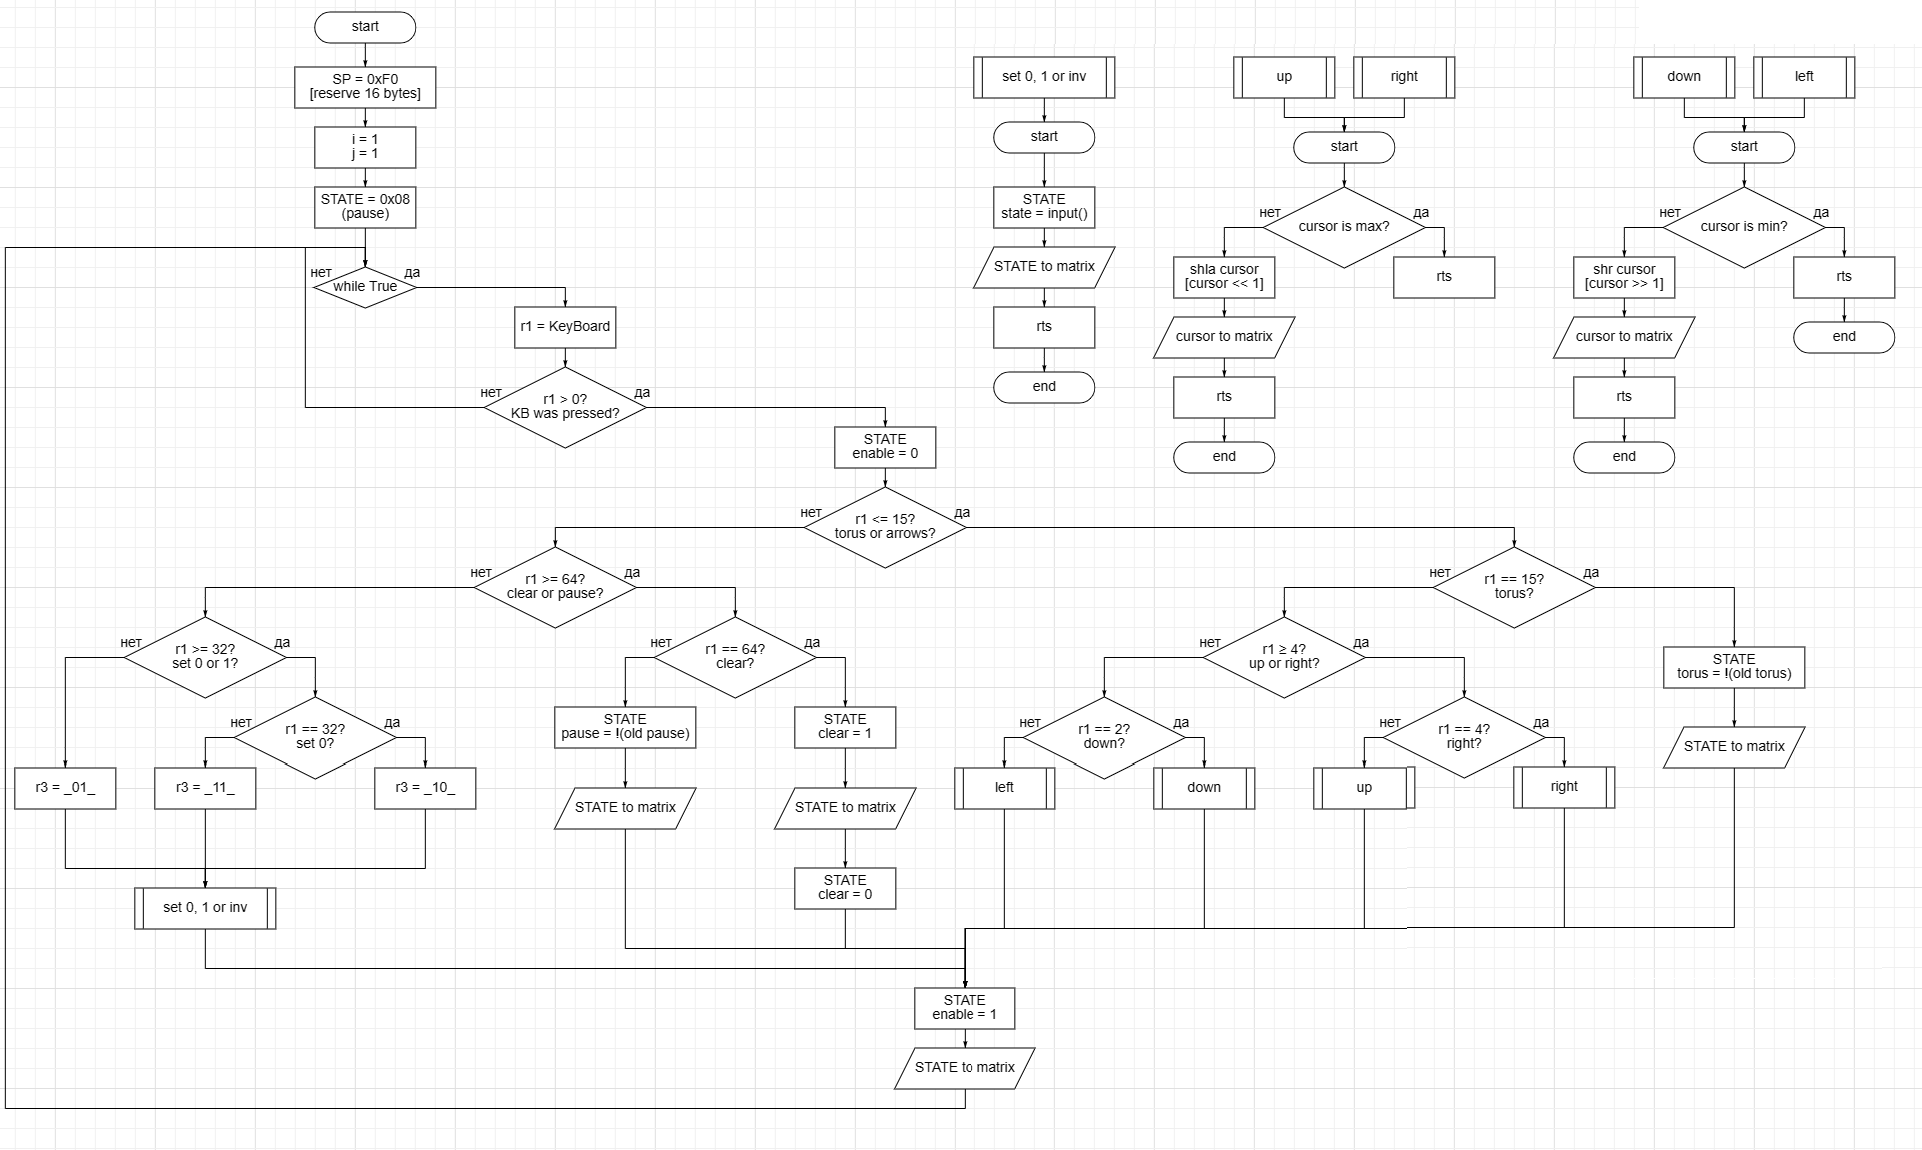 start
SP = 0xF0
[reserve 16 bytes]
i = 1
j = 1
STATE = 0x08
(pause)
нет
да
while True
r1 = KeyBoard
нет
да
r1 > 0?
KB was pressed?
STATE
enable = 0
нет
да
r1 <= 15?
torus or arrows?
нет
да
r1 >= 64?
clear or pause?
нет
да
r1 == 15?
torus?
нет
да
r1 >= 32?
set 0 or 1?
нет
да
r1 == 64?
clear?
нет
да
r1 ≥ 4?
up or right?
STATE
torus = !(old torus)
нет
да
r1 == 32?
set 0?
STATE
pause = !(old pause)
STATE
clear = 1
нет
да
r1 == 2?
down?
нет
да
r1 == 4?
right?
STATE to matrix
r3 = _01_
r3 = _11_
r3 = _10_
STATE to matrix
STATE to matrix
left
down
up
right
STATE
clear = 0
set 0, 1 or inv
STATE
enable = 1
STATE to matrix
set 0, 1 or inv
start
STATE
state = input()
STATE to matrix
rts
end
up
right
start
нет
да
cursor is max?
shla cursor
[cursor << 1]
rts
cursor to matrix
rts
end
down
left
start
нет
да
cursor is min?
shr cursor
[cursor >> 1]
rts
cursor to matrix
end
rts
end